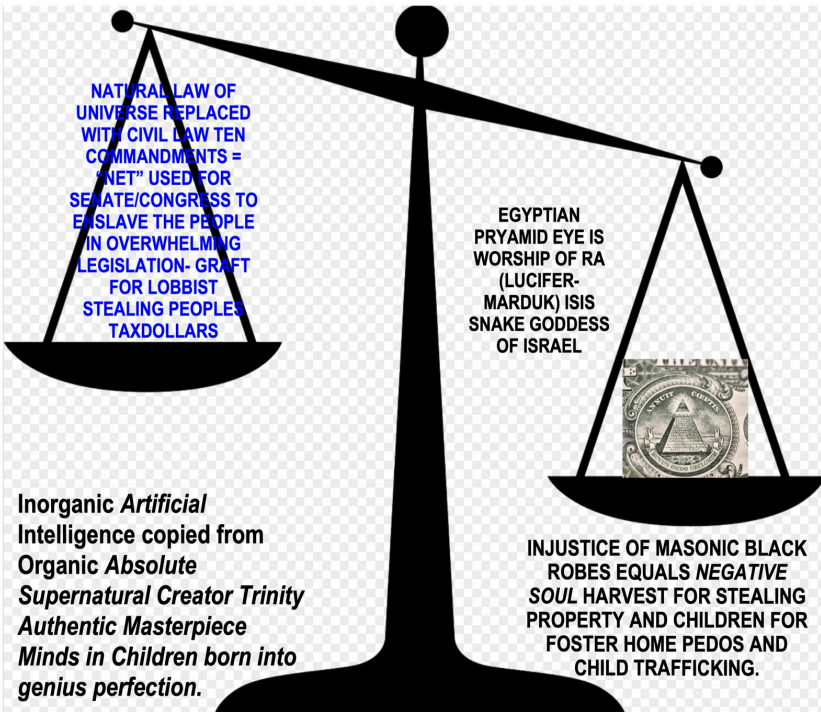 NATURAL LAW OF
UNIVERSE REPLACED
WITH CIVIL LAW TEN
COMMANDMENTS =
"NET" USED FOR
SENATE/CONGRESS TO
ENSLAVE THE PEOPLE
IN OVERWHELMING
LEGISLATION- GRAFT
FOR LOBBIST
STEALING PEOPLES
TAXDOLLARS
EGYPTIAN
PRYAMID EYE IS
WORSHIP OF RA
(LUCIFER-
MARDUK) ISIS
SNAKE GODDESS
OF ISRAEL
ANNUIT CŒPTIS
Inorganic Artificial
Intelligence copied from
Organic Absolute
Supernatural Creator Trinity
Authentic Masterpiece
Minds in Children born into
genius perfection.
INJUSTICE OF MASONIC BLACK
ROBES EQUALS NEGATIVE
SOUL HARVEST FOR STEALING
PROPERTY AND CHILDREN FOR
FOSTER HOME PEDOS AND
CHILD TRAFFICKING.